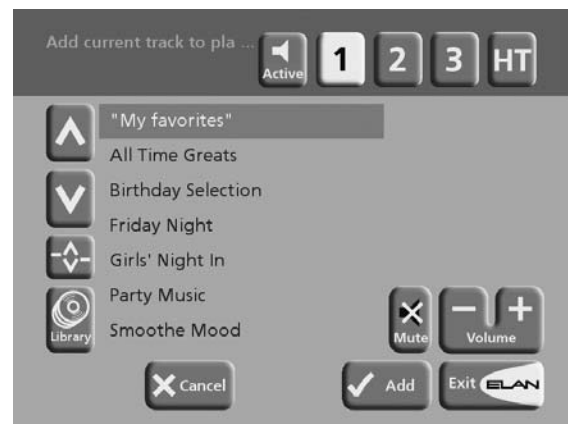 Add current track to pla ...
Active
1
2
3
HT
"My favorites"
All Time Greats
Birthday Selection
Friday Night
Girls' Night In
Party Music
Smoothe Mood
Library
Mute
Volume
Cancel
Add
Exit ELAN